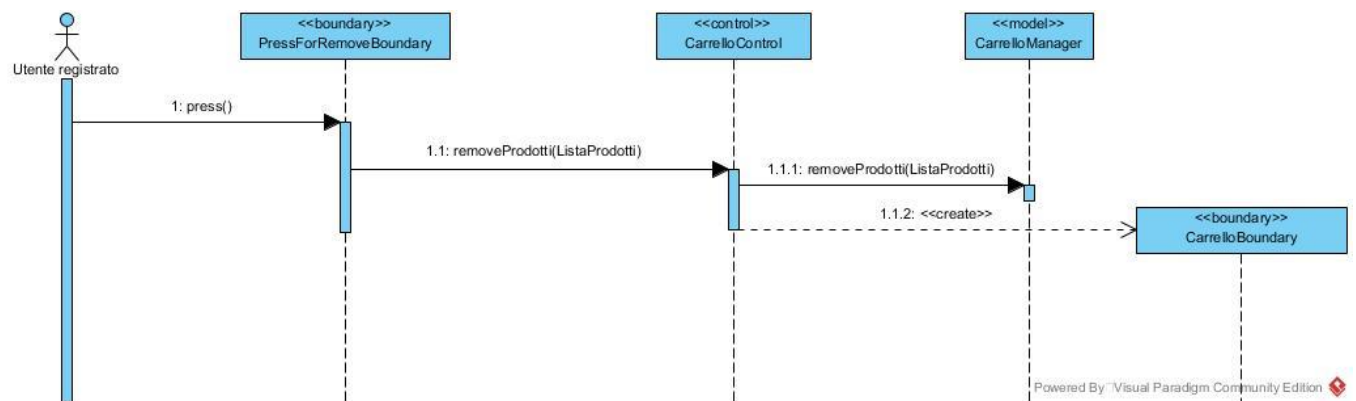 <<boundary>>
PressForRemoveBoundary
<<control>>
CarrelloControl
<<model>>
CarrelloManager
Utente registrato
1: press()
1.1: removeProdotti(ListaProdotti)
1.1.1: removeProdotti(ListaProdotti)
1.1.2: <<create>>
<<boundary>>
CarrelloBoundary
Powered By Visual Paradigm Community Edition